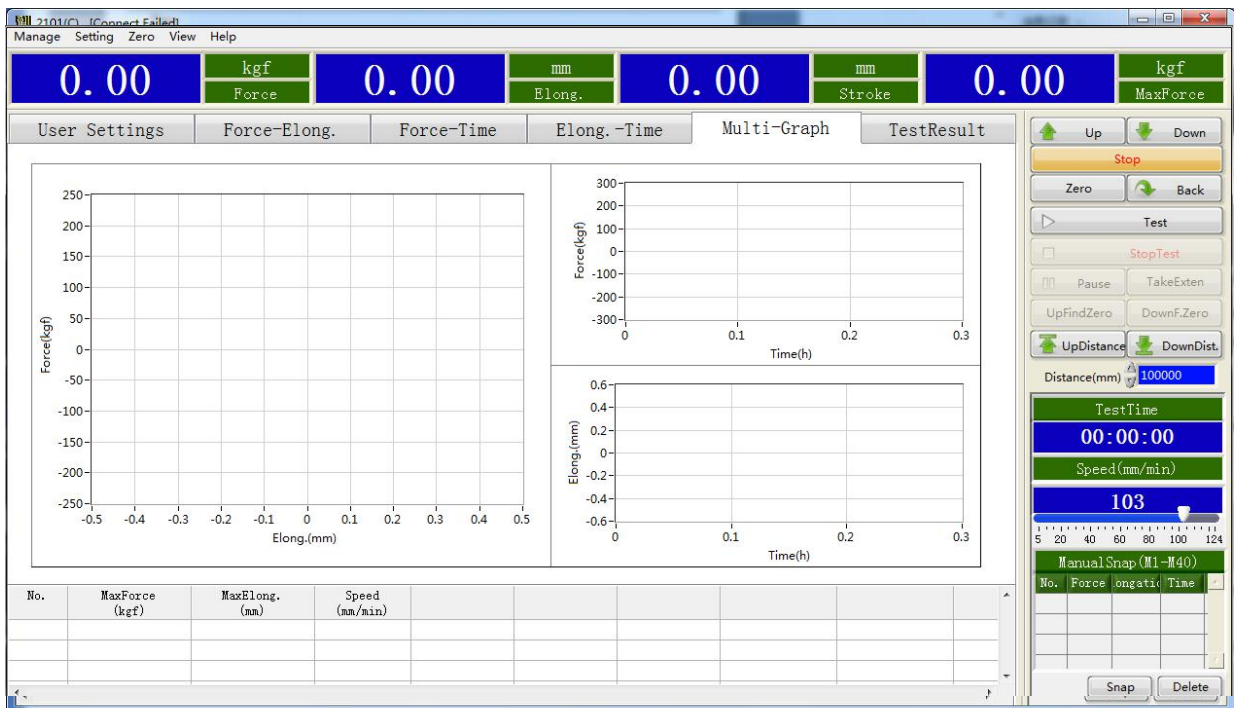 2101(C) [Connect Failed]
Manage Setting Zero View Help
0.00 kgf Force 0.00 mm Elong. 0.00 mm Stroke 0.00 kgf MaxForce
User Settings Force-Elong. Force-Time Elong.-Time Multi-Graph TestResult
250
200
150
100
50
0
-50
-100
-150
-200
-250
Force(kgf)
-0.5 -0.4 -0.3 -0.2 -0.1 0 0.1 0.2 0.3 0.4 0.5
Elong.(mm)
300
200
100
0
-100
-200
-300
Force(kgf)
0 0.1 0.2 0.3
Time(h)
0.6
0.4
0.2
0
-0.2
-0.4
-0.6
Elong.(mm)
0 0.1 0.2 0.3
Time(h)
No. MaxForce MaxElong. Speed
(kgf) (mm) (mm/min)
Up Down
Stop
Zero Back
Test
StopTest
Pause TakeExten
UpFindZero DownF.Zero
UpDistance DownDist.
Distance(mm) 100000
TestTime
00:00:00
Speed(mm/min)
103
5 20 40 60 80 100 124
ManualSnap(M1-M40)
No. Force ongatic Time
Snap Delete